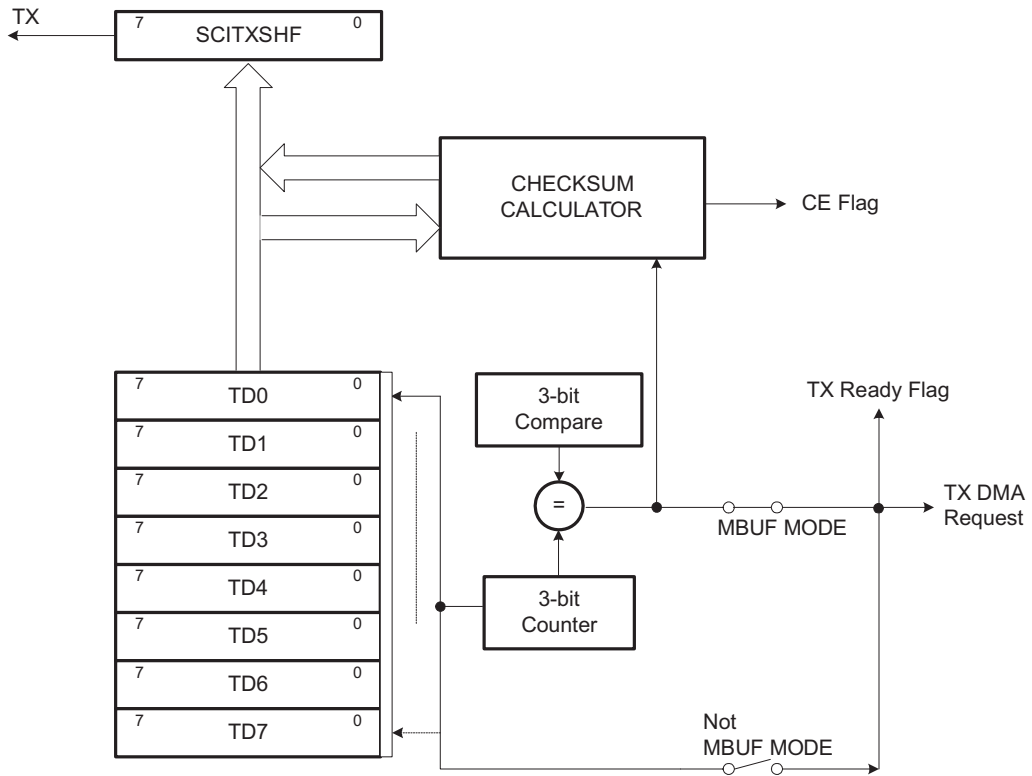 TX
7 SCITXSHF 0
CHECKSUM
CALCULATOR
CE Flag
7 TD0 0
7 TD1 0
7 TD2 0
7 TD3 0
7 TD4 0
7 TD5 0
7 TD6 0
7 TD7 0
3-bit
Compare
=
3-bit
Counter
TX Ready Flag
MBUF MODE
TX DMA
Request
Not
MBUF MODE